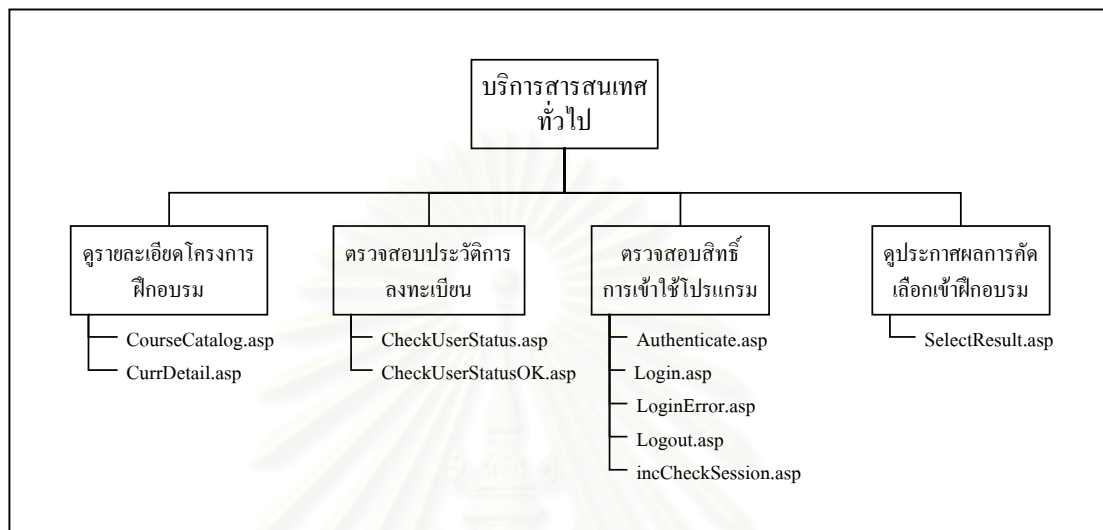 บริการสารสนเทศ
ทั่วไป
ดูรายละเอียดโครงการ
ฝึกอบรม
CourseCatalog.asp
CurrDetail.asp
ตรวจสอบประวัติการ
ลงทะเบียน
CheckUserStatus.asp
CheckUserStatusOK.asp
ตรวจสอบสิทธิ์
การเข้าใช้โปรแกรม
Authenticate.asp
Login.asp
LoginError.asp
Logout.asp
incCheckSession.asp
ดูประกาศผลการคัด
เลือกเข้าฝึกอบรม
SelectResult.asp